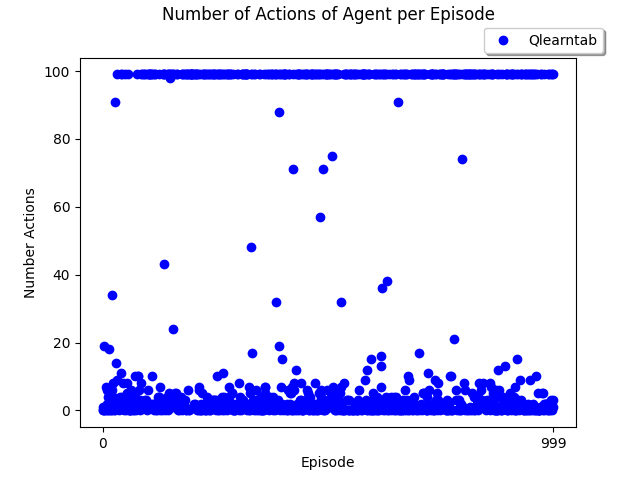 Number of Actions of Agent per Episode
Qlearntab
100
80
60
40
20
0
Number Actions
0
999
Episode